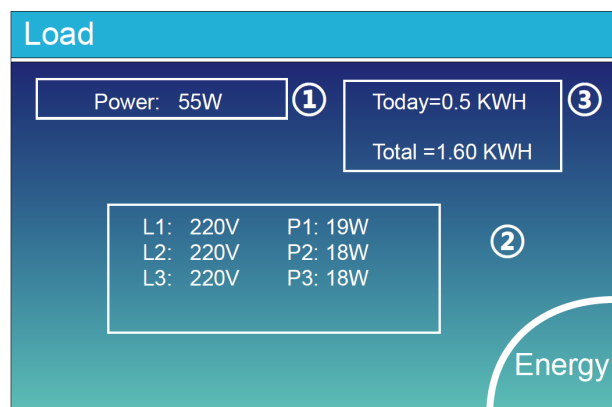 Load
Power: 55W ①
Today=0.5 KWH ③
Total =1.60 KWH
L1: 220V P1: 19W
L2: 220V P2: 18W
L3: 220V P3: 18W
②
Energy